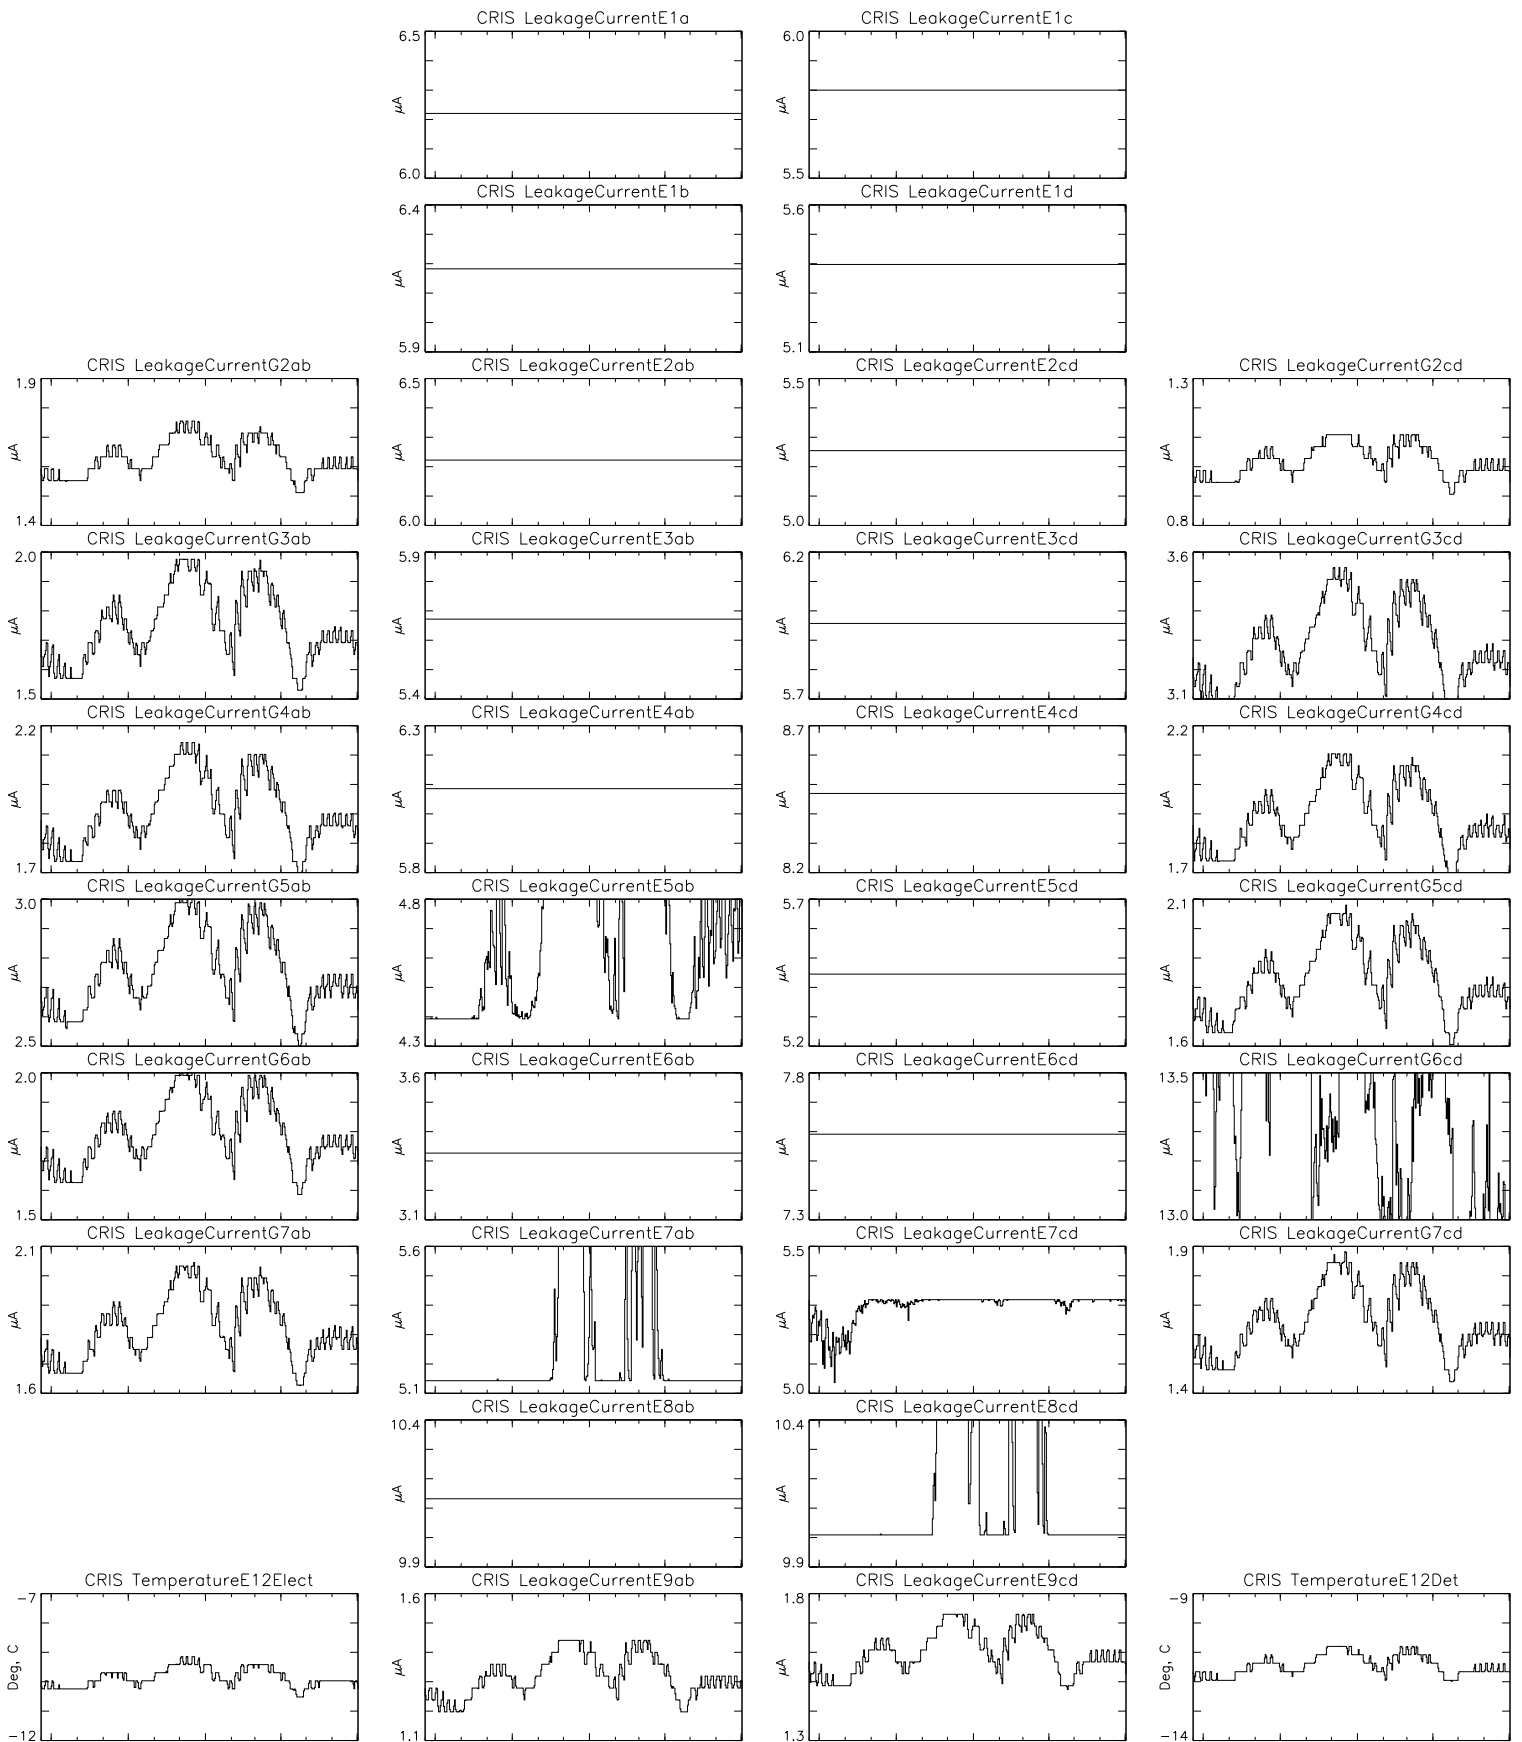 CRIS LeakageCurrentE1a
6.5
μA
6.0
CRIS LeakageCurrentE1c
6.0
μA
5.5
CRIS LeakageCurrentE1b
6.4
μA
5.9
CRIS LeakageCurrentE1d
5.6
μA
5.1
CRIS LeakageCurrentG2ab
1.9
μA
1.4
CRIS LeakageCurrentE2ab
6.5
μA
6.0
CRIS LeakageCurrentE2cd
5.5
μA
5.0
CRIS LeakageCurrentG2cd
1.3
μA
0.8
CRIS LeakageCurrentG3ab
2.0
μA
1.5
CRIS LeakageCurrentE3ab
5.9
μA
5.4
CRIS LeakageCurrentE3cd
6.2
μA
5.7
CRIS LeakageCurrentG3cd
3.6
μA
3.1
CRIS LeakageCurrentG4ab
2.2
μA
1.7
CRIS LeakageCurrentE4ab
6.3
μA
5.8
CRIS LeakageCurrentE4cd
8.7
μA
8.2
CRIS LeakageCurrentG4cd
2.2
μA
1.7
CRIS LeakageCurrentG5ab
3.0
μA
2.5
CRIS LeakageCurrentE5ab
4.8
μA
4.3
CRIS LeakageCurrentE5cd
5.7
μA
5.2
CRIS LeakageCurrentG5cd
2.1
μA
1.6
CRIS LeakageCurrentG6ab
2.0
μA
1.5
CRIS LeakageCurrentE6ab
3.6
μA
3.1
CRIS LeakageCurrentE6cd
7.8
μA
7.3
CRIS LeakageCurrentG6cd
13.5
μA
13.0
CRIS LeakageCurrentG7ab
2.1
μA
1.6
CRIS LeakageCurrentE7ab
5.6
μA
5.1
CRIS LeakageCurrentE7cd
5.5
μA
5.0
CRIS LeakageCurrentG7cd
1.9
μA
1.4
CRIS LeakageCurrentE8ab
10.4
μA
9.9
CRIS LeakageCurrentE8cd
10.4
μA
9.9
CRIS TemperatureE12Elect
−7
Deg, C
−12
CRIS LeakageCurrentE9ab
1.6
μA
1.1
CRIS LeakageCurrentE9cd
1.8
μA
1.3
CRIS TemperatureE12Det
−9
Deg, C
−14